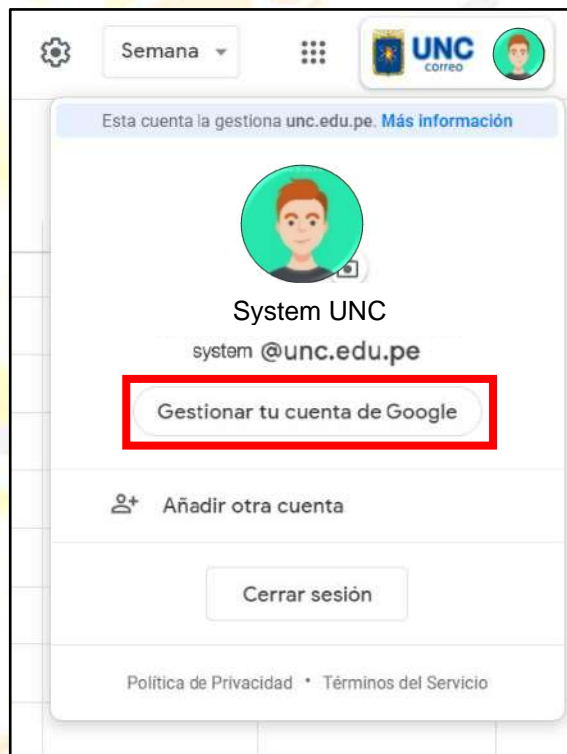 Semana
UNC
correo
Esta cuenta la gestiona unc.edu.pe. Más información
System UNC
system @unc.edu.pe
Gestionar tu cuenta de Google
Añadir otra cuenta
Cerrar sesión
Política de Privacidad • Términos del Servicio